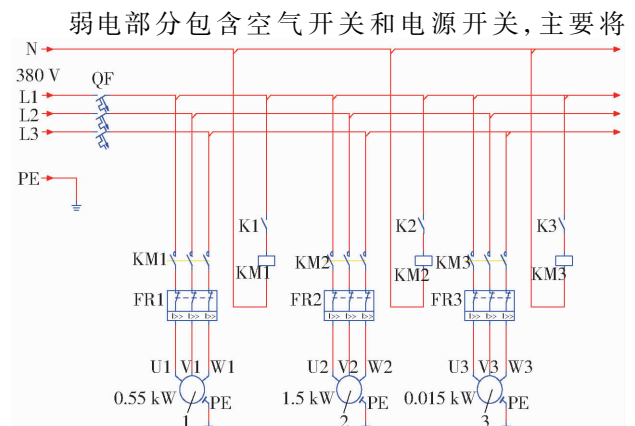 弱电部分包含空气开关和电源开关,主要将
N
380 V QF
L1
L2
L3
PE
K1 K2 K3
KM1 KM1 KM2 KM2 KM3 KM3
FR1 FR2 FR3
I>> I>> I>> I>> I>> I>> I>> I>> I>>
U1 V1 W1 U2 V2 W2 U3 V3 W3
0.55 kW PE 1.5 kW PE 0.015 kW PE
1 2 3